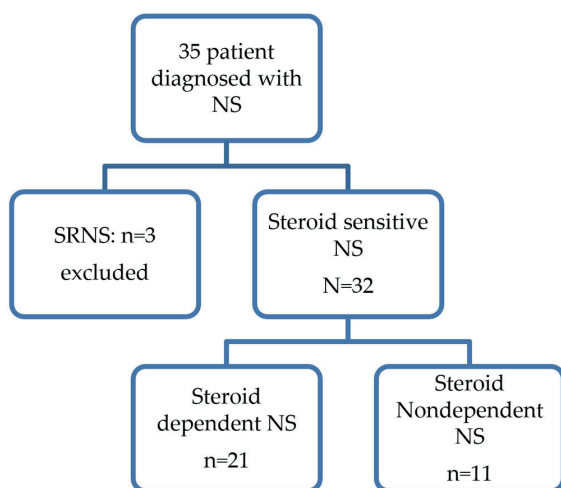 35 patient
diagnosed with
NS
SRNS: n=3
excluded
Steroid sensitive
NS
N=32
Steroid
dependent NS
n=21
Steroid
Nondependent
NS
n=11